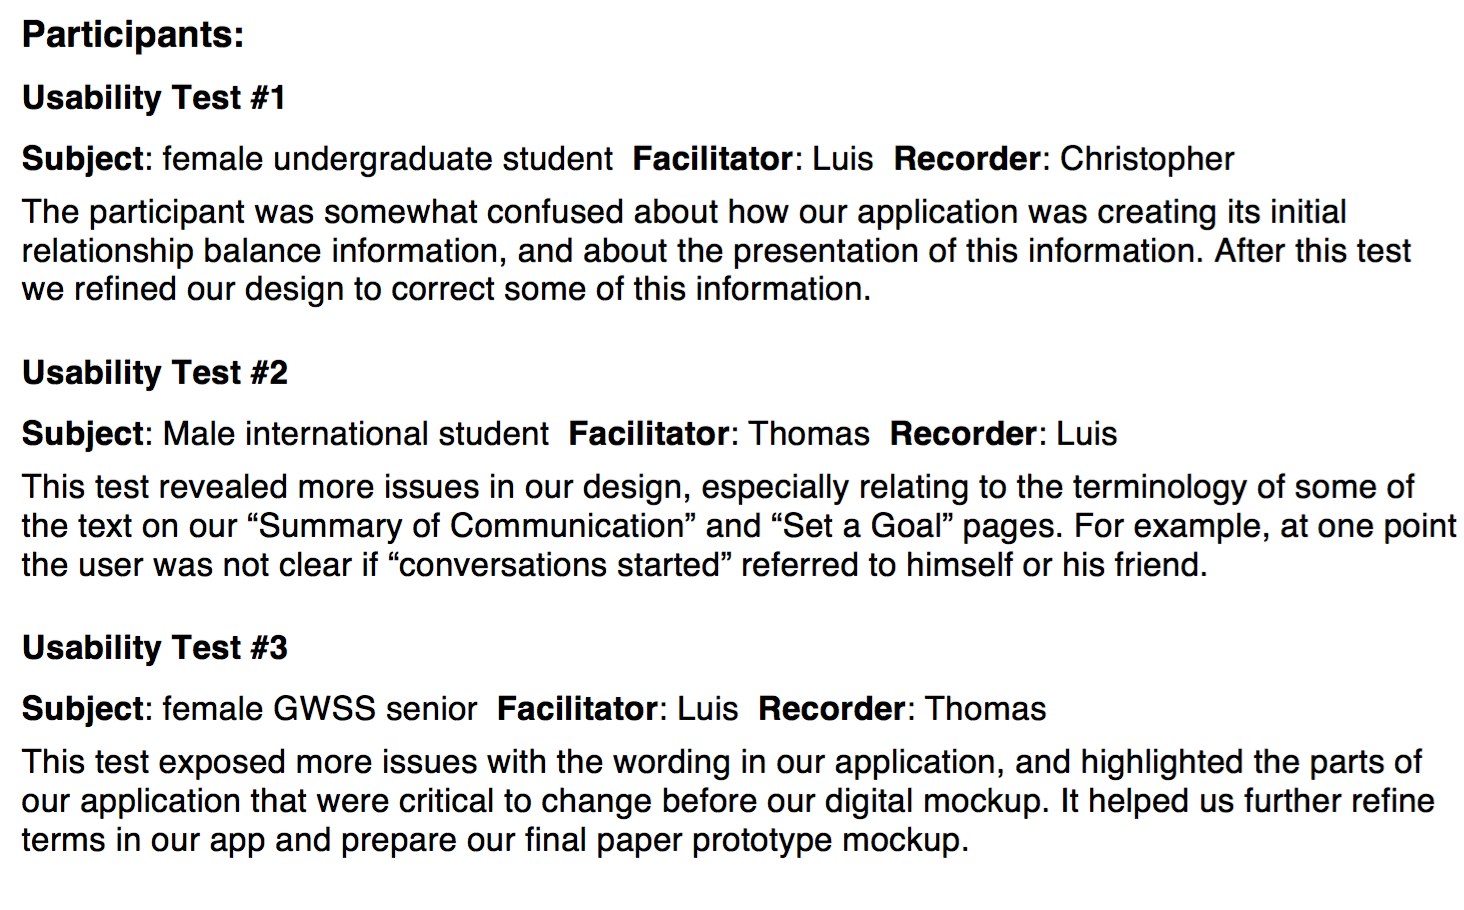 Participants:
Usability Test #1
Subject: female undergraduate student Facilitator: Luis Recorder: Christopher
The participant was somewhat confused about how our application was creating its initial
relationship balance information, and about the presentation of this information. After this test
we refined our design to correct some of this information.
Usability Test #2
Subject: Male international student Facilitator: Thomas Recorder: Luis
This test revealed more issues in our design, especially relating to the terminology of some of
the text on our “Summary of Communication” and “Set a Goal” pages. For example, at one point
the user was not clear if “conversations started” referred to himself or his friend.
Usability Test #3
Subject: female GWSS senior Facilitator: Luis Recorder: Thomas
This test exposed more issues with the wording in our application, and highlighted the parts of
our application that were critical to change before our digital mockup. It helped us further refine
terms in our app and prepare our final paper prototype mockup.